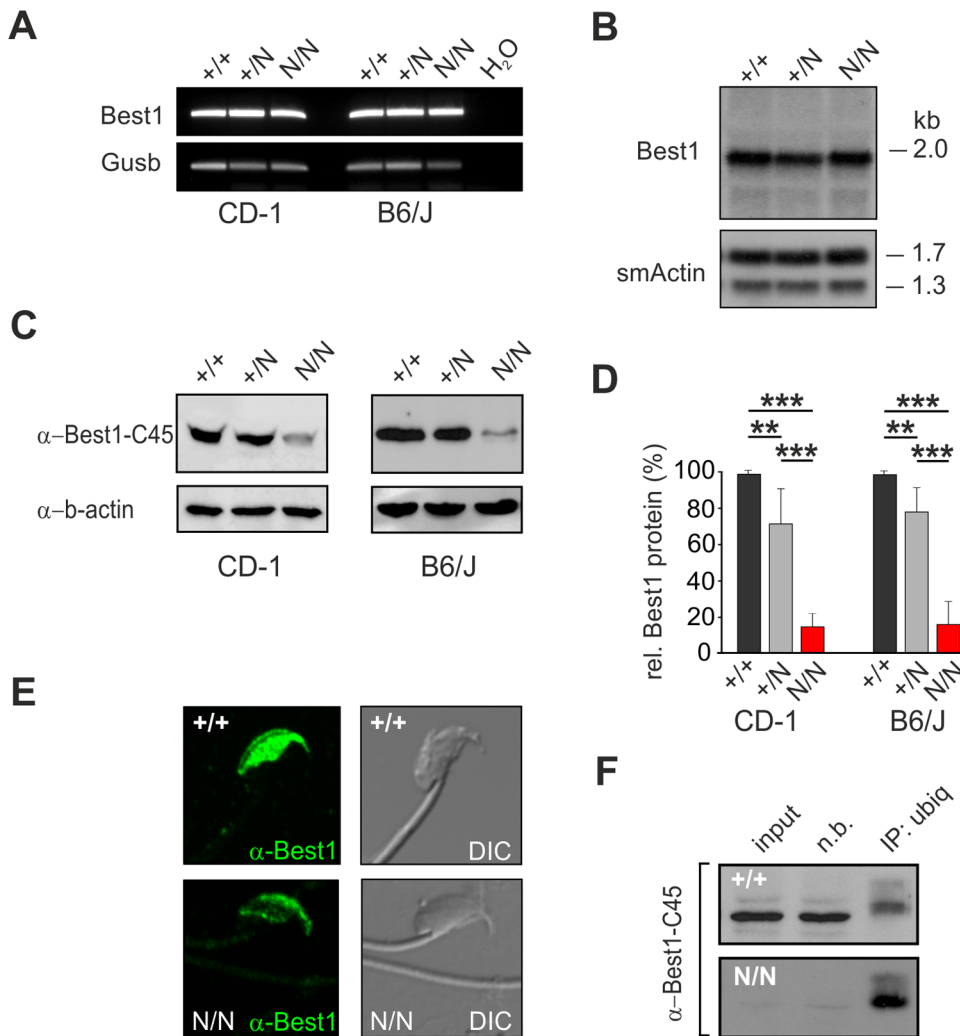 A
+/+ +/N N/N +/+ +/N N/N H₂O
Best1
Gusb
CD-1 B6/J
B
+/+ +/N N/N
kb
Best1 — 2.0
smActin — 1.7
— 1.3
C
+/+ +/N N/N +/+ +/N N/N
α–Best1-C45
α–b-actin
CD-1 B6/J
D
*** ***
** **
*** ***
rel. Best1 protein (%)
100
80
60
40
20
0
+/+ +/N N/N +/+ +/N N/N
CD-1 B6/J
E
+/+ +/+
α-Best1 DIC
N/N α-Best1 N/N DIC
F
input n.b. IP: ubiq
α–Best1-C45
+/+
N/N